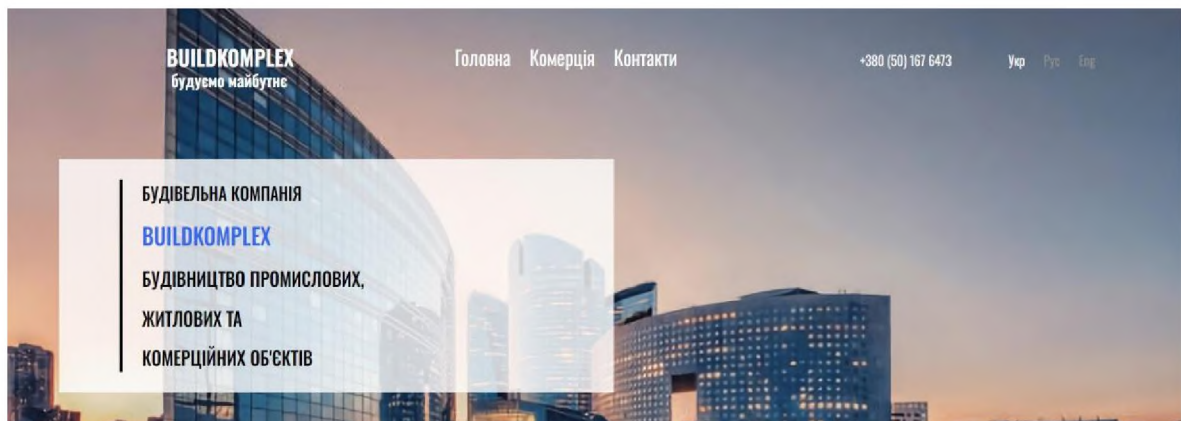 BUILDKOMPLEX
будуємо майбутнє
Головна Комерція Контакти
+380 (50) 167 6473
Укр Рус Eng
БУДІВЕЛЬНА КОМПАНІЯ
BUILDKOMPLEX
БУДІВНИЦТВО ПРОМИСЛОВИХ,
ЖИТЛОВИХ ТА
КОМЕРЦІЙНИХ ОБ'ЄКТІВ